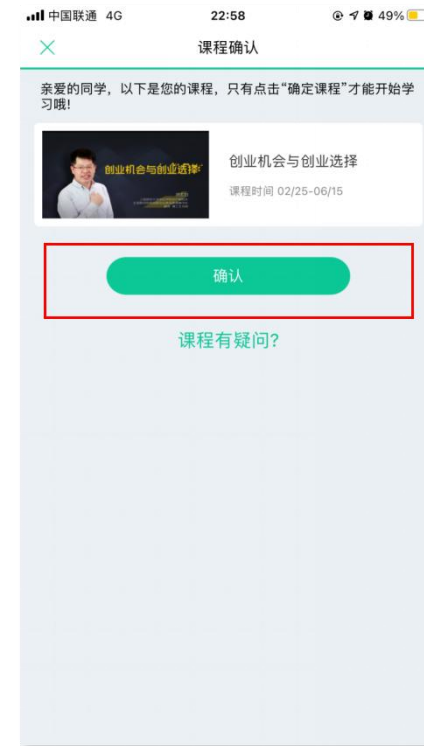 中国联通 4G 22:58 49%
课程确认
亲爱的同学，以下是您的课程，只有点击“确定课程”才能开始学
习哦！
创业机会与创业选择
创业机会与创业选择
课程时间 02/25-06/15
确认
课程有疑问？